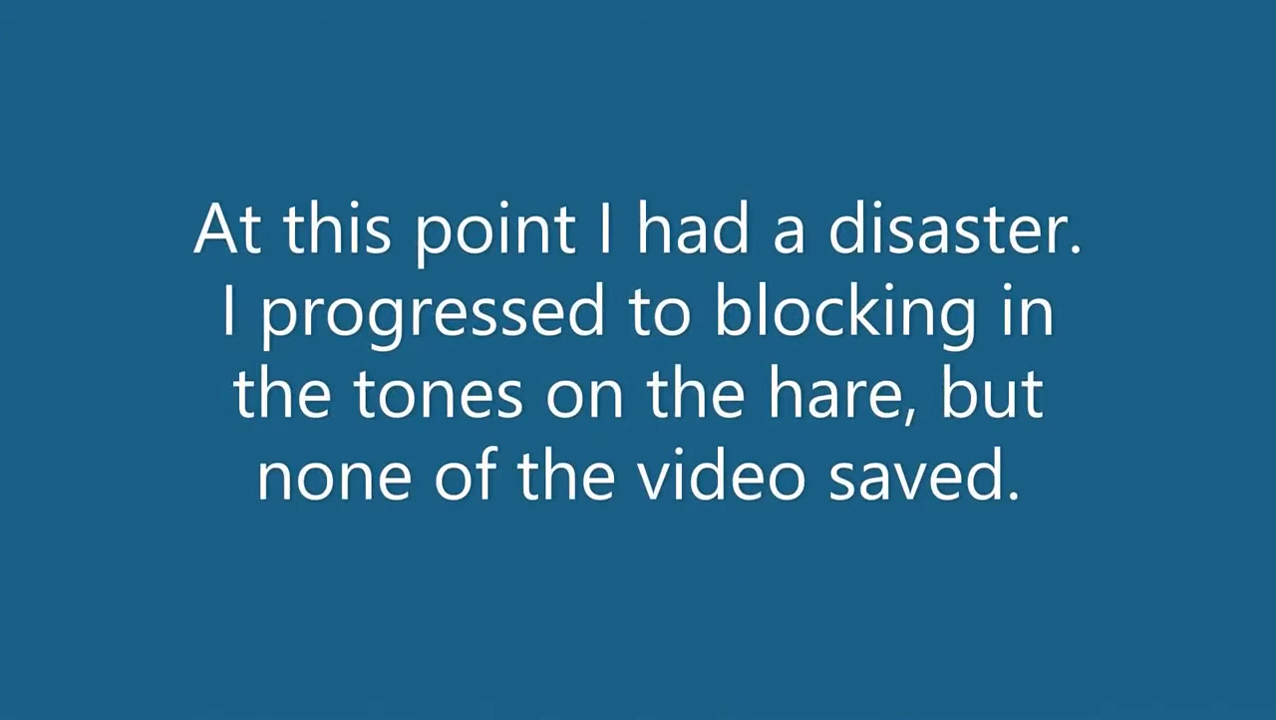 At this point I had a disaster.
I progressed to blocking in
the tones on the hare, but
none of the video saved.